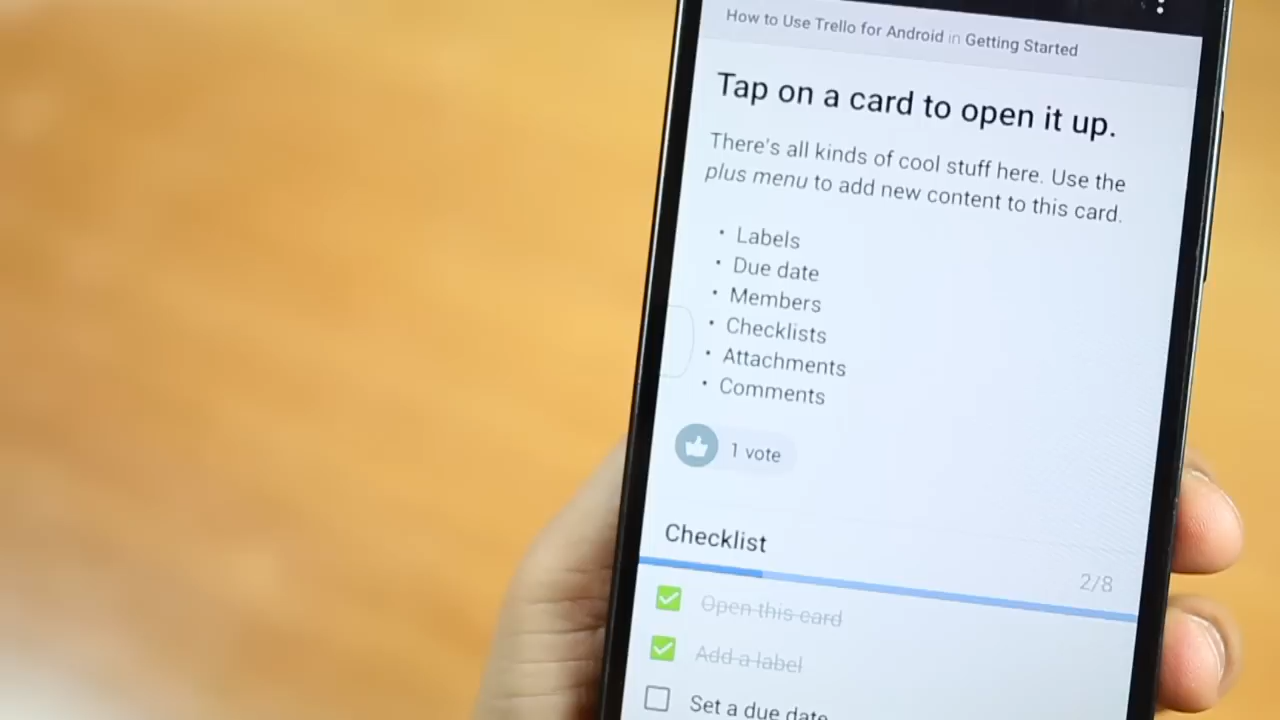 How to Use Trello for Android in Getting Started
Tap on a card to open it up.
There's all kinds of cool stuff here. Use the
plus menu to add new content to this card.
• Labels
• Due date
• Members
• Checklists
• Attachments
• Comments
1 vote
Checklist
2/8
Open this card
Add a label
Set a due date